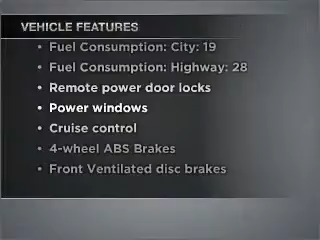 VEHICLE FEATURES
• Fuel Consumption: City: 19
• Fuel Consumption: Highway: 28
• Remote power door locks
• Power windows
• Cruise control
• 4-wheel ABS Brakes
• Front Ventilated disc brakes